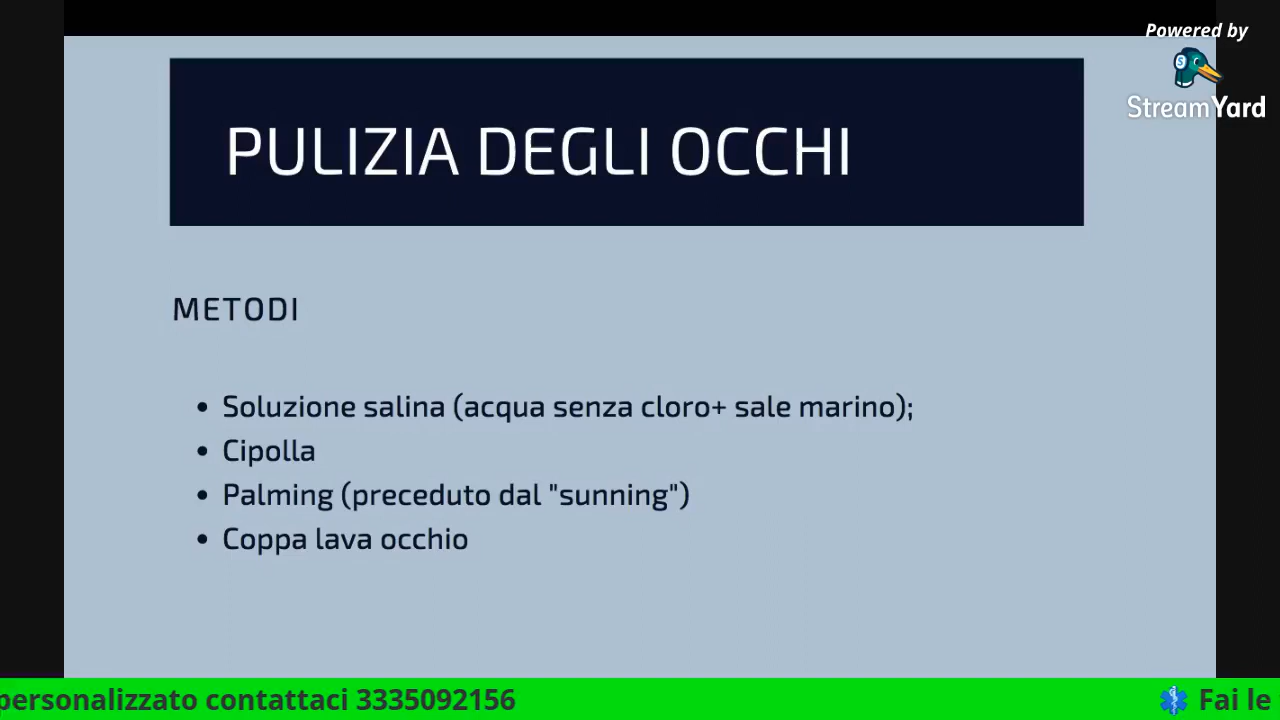 Powered by
StreamYard
PULIZIA DEGLI OCCHI
METODI
• Soluzione salina (acqua senza cloro+ sale marino);
• Cipolla
• Palming (preceduto dal "sunning")
• Coppa lava occhio
personalizzato contattaci 3335092156
Fai le